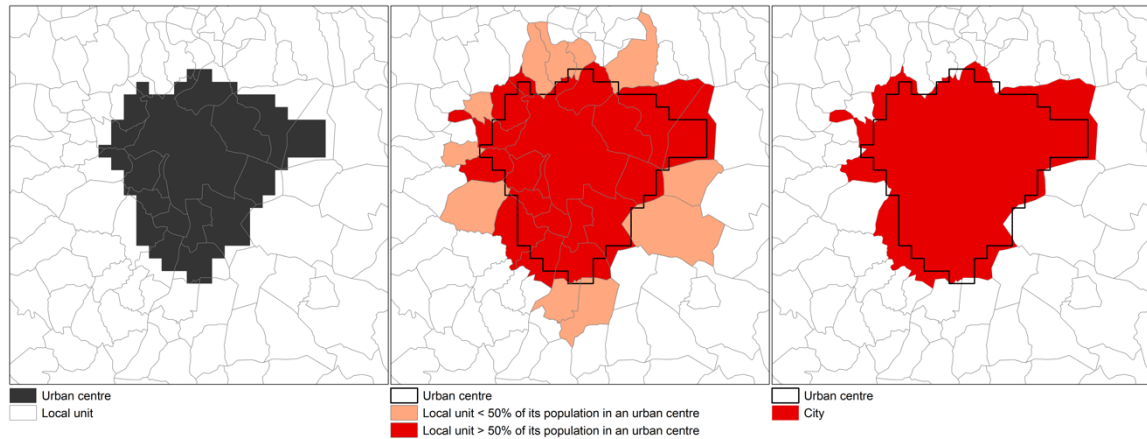 Urban centre
Local unit
Urban centre
Local unit < 50% of its population in an urban centre
Local unit > 50% of its population in an urban centre
Urban centre
City